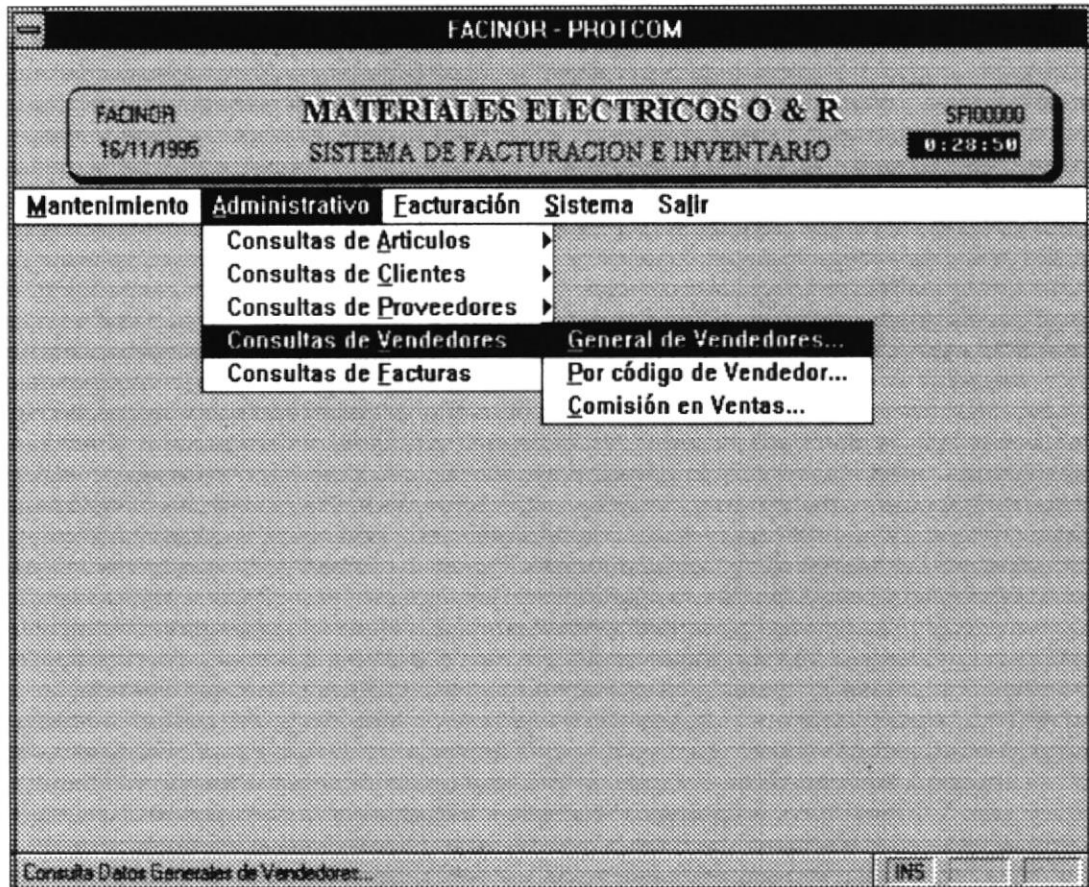 FACINOR - PROTCOM
FACINOR MATERIALES ELECTRICOS O & R SFI00000
16/11/1995 SISTEMA DE FACTURACION E INVENTARIO 0:28:50
Mantenimiento Administrativo Facturación Sistema Salir
Consultas de Articulos
Consultas de Clientes
Consultas de Proveedores
Consultas de Vendedores General de Vendedores...
Consultas de Facturas Por código de Vendedor...
Comisión en Ventas...
Consulta Datos Generales de Vendedores... INS